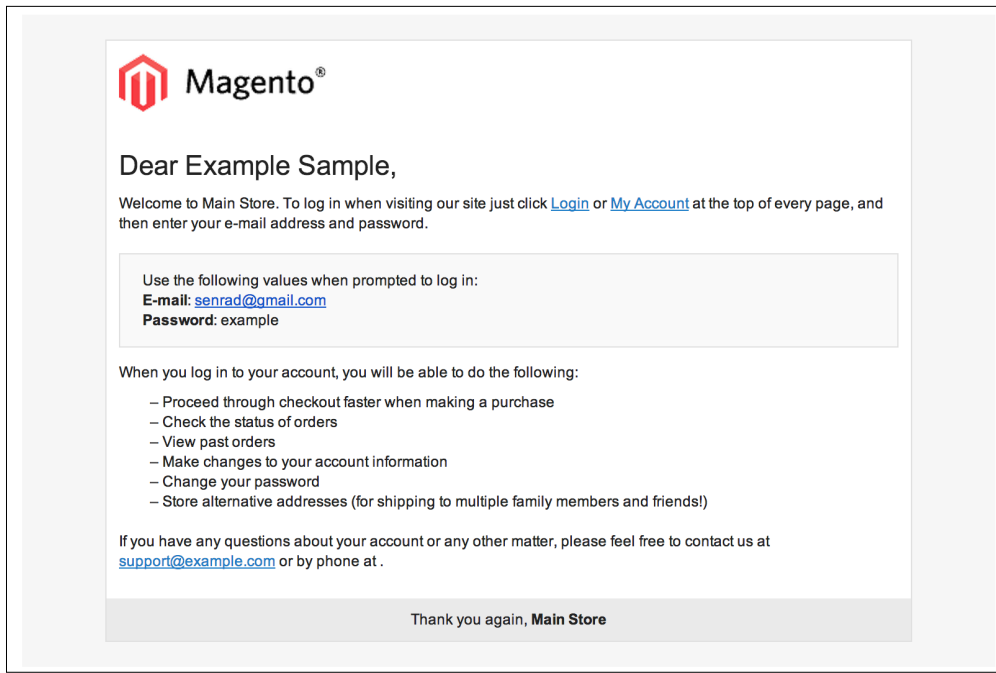 Magento®
Dear Example Sample,
Welcome to Main Store. To log in when visiting our site just click Login or My Account at the top of every page, and
then enter your e-mail address and password.
Use the following values when prompted to log in:
E-mail: senrad@gmail.com
Password: example
When you log in to your account, you will be able to do the following:
– Proceed through checkout faster when making a purchase
– Check the status of orders
– View past orders
– Make changes to your account information
– Change your password
– Store alternative addresses (for shipping to multiple family members and friends!)
If you have any questions about your account or any other matter, please feel free to contact us at
support@example.com or by phone at .
Thank you again, Main Store